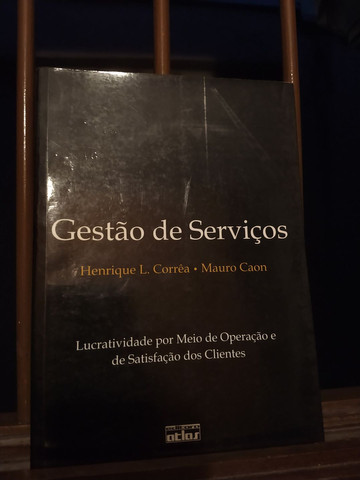 Gestão de Serviços
Henrique L. Corrêa • Mauro Caon
Lucratividade por Meio de Operação e
de Satisfação dos Clientes
atlas